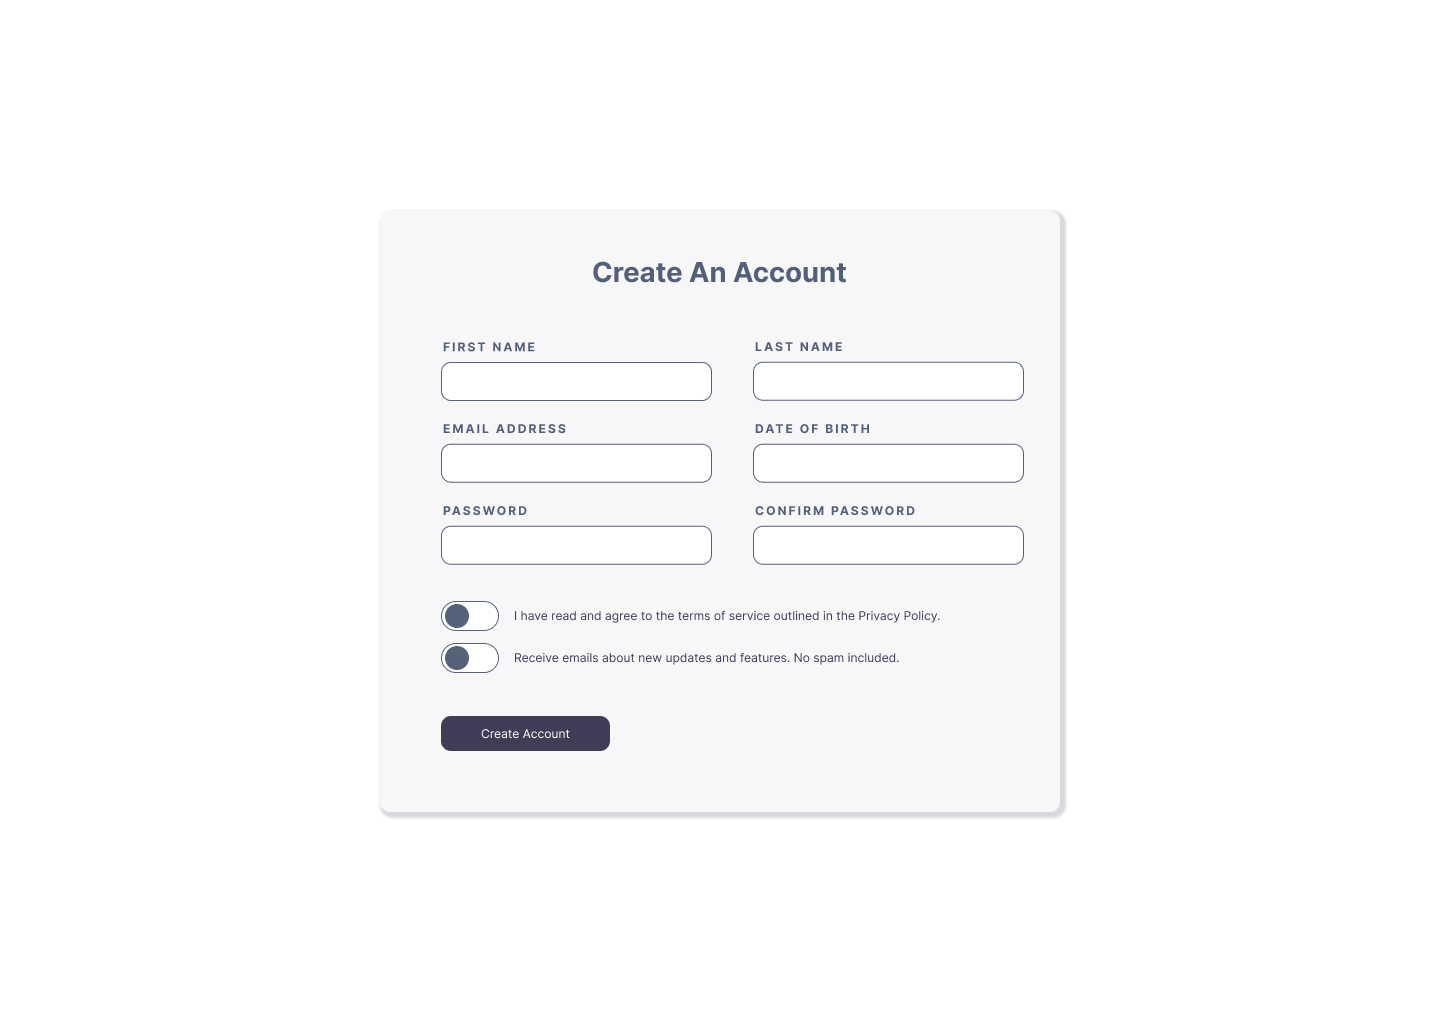 Create An Account
FIRST NAME
LAST NAME
EMAIL ADDRESS
DATE OF BIRTH
PASSWORD
CONFIRM PASSWORD
I have read and agree to the terms of service outlined in the Privacy Policy.
Receive emails about new updates and features. No spam included.
Create Account